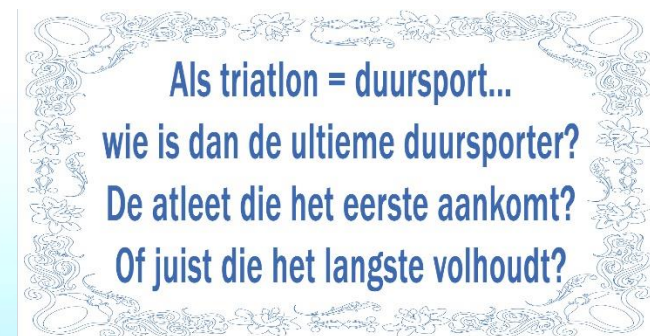 Als triatlon = duursport...
wie is dan de ultieme duursporter?
De atleet die het eerste aankomt?
Of juist die het langste volhoudt?